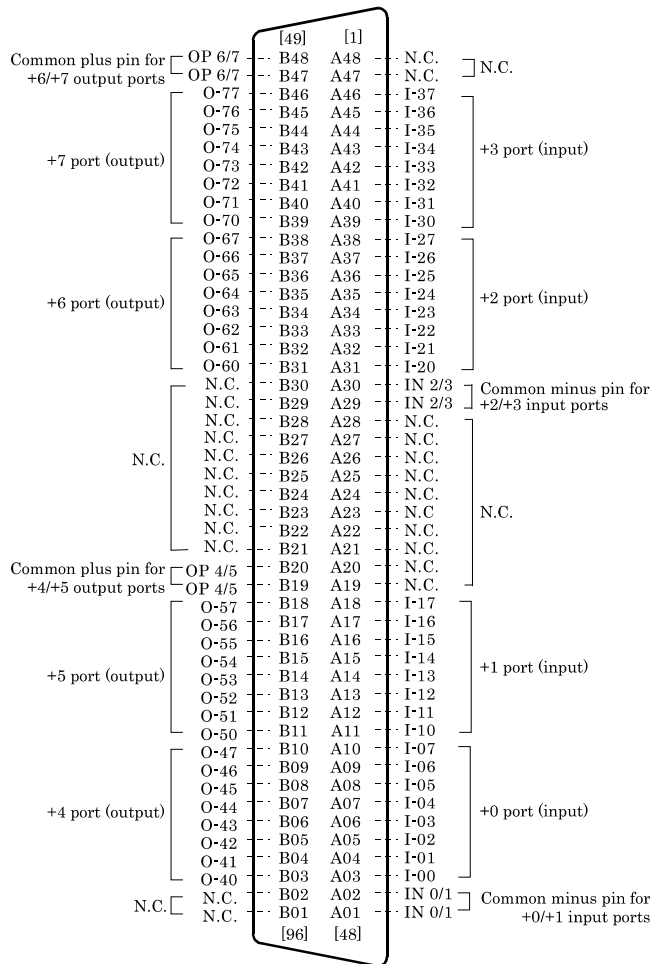 [49] [1]
Common plus pin for OP 6/7 B48 A48 N.C. N.C.
+6/+7 output ports OP 6/7 B47 A47 N.C.
O-77 B46 A46 I-37
O-76 B45 A45 I-36
O-75 B44 A44 I-35
+7 port (output) O-74 B43 A43 I-34 +3 port (input)
O-73 B42 A42 I-33
O-72 B41 A41 I-32
O-71 B40 A40 I-31
O-70 B39 A39 I-30
O-67 B38 A38 I-27
O-66 B37 A37 I-26
O-65 B36 A36 I-25
+6 port (output) O-64 B35 A35 I-24 +2 port (input)
O-63 B34 A34 I-23
O-62 B33 A33 I-22
O-61 B32 A32 I-21
O-60 B31 A31 I-20
N.C. B30 A30 IN 2/3 Common minus pin for
N.C. B29 A29 IN 2/3 +2/+3 input ports
N.C. B28 A28 N.C.
N.C. B27 A27 N.C.
N.C. N.C. B26 A26 N.C.
N.C. B25 A25 N.C.
N.C. B24 A24 N.C.
N.C. B23 A23 N.C N.C.
N.C. B22 A22 N.C.
N.C. B21 A21 N.C.
Common plus pin for OP 4/5 B20 A20 N.C.
+4/+5 output ports OP 4/5 B19 A19 N.C.
O-57 B18 A18 I-17
O-56 B17 A17 I-16
O-55 B16 A16 I-15
+5 port (output) O-54 B15 A15 I-14 +1 port (input)
O-53 B14 A14 I-13
O-52 B13 A13 I-12
O-51 B12 A12 I-11
O-50 B11 A11 I-10
O-47 B10 A10 I-07
O-46 B09 A09 I-06
O-45 B08 A08 I-05
+4 port (output) O-44 B07 A07 I-04 +0 port (input)
O-43 B06 A06 I-03
O-42 B05 A05 I-02
O-41 B04 A04 I-01
O-40 B03 A03 I-00
N.C. N.C. B02 A02 IN 0/1 Common minus pin for
N.C. B01 A01 IN 0/1 +0/+1 input ports
[96] [48]